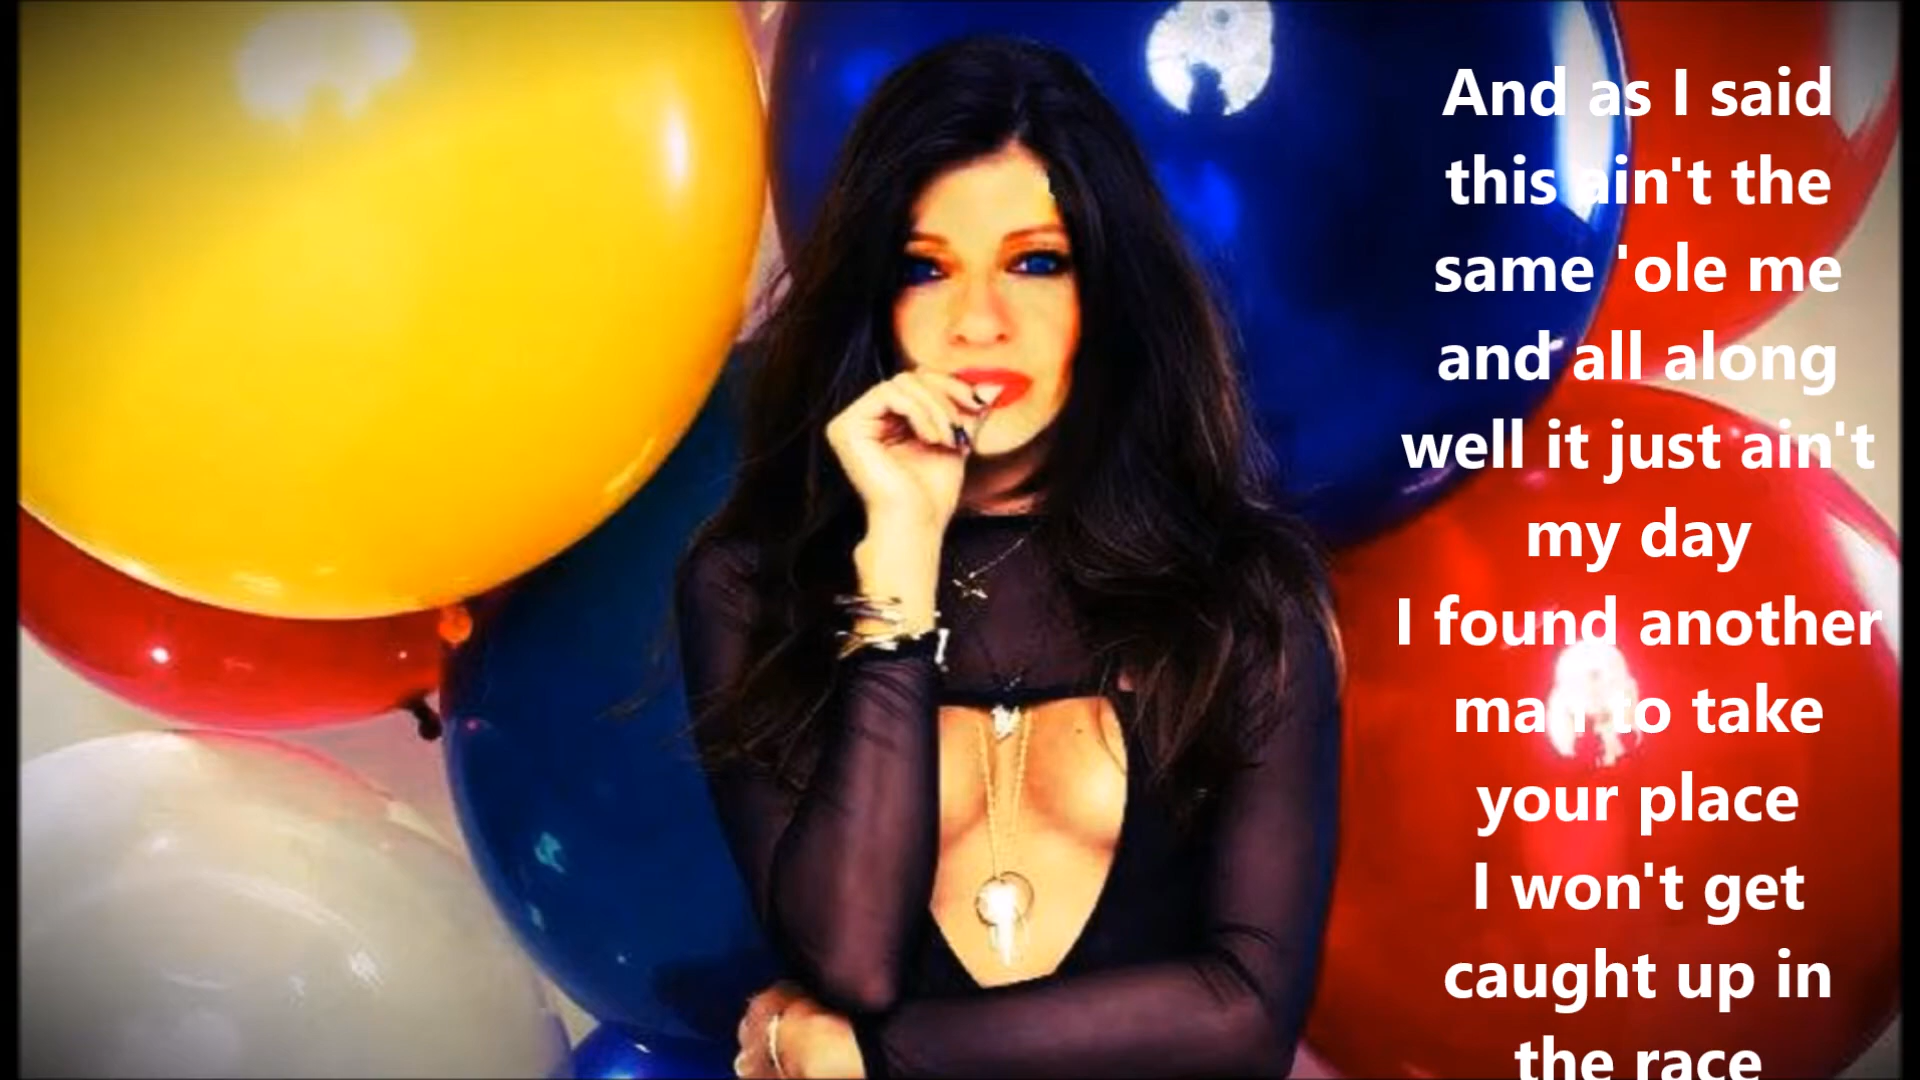 And as I said
this ain't the
same 'ole me
and all along
well it just ain't
my day
I found another
man to take
your place
I won't get
caught up in
the race